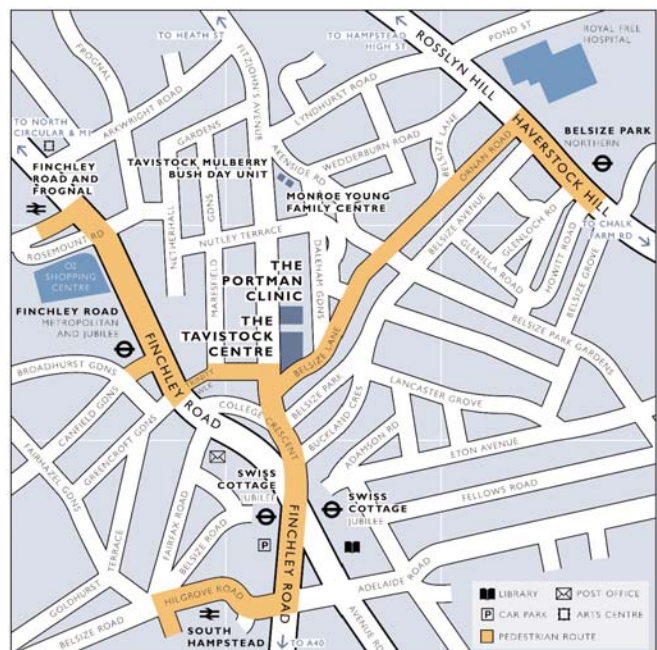 TO HEATH ST
TO HAMPSTEAD
HIGH ST
POND ST
ROYAL FREE
HOSPITAL
FROGNAL
FITZJOHN'S AVENUE
ROSSLYN HILL
ARKWRIGHT ROAD
LYNDHURST ROAD
TO NORTH
CIRCULAR & M1
GARDENS
WEDDERBURN ROAD
BELSIZE LANE
ORNAN ROAD
HAVERSTOCK HILL
BELSIZE PARK
NORTHERN
FINCHLEY
ROAD AND
FROGNAL
TAVISTOCK MULBERRY
BUSH DAY UNIT
AKENSIDE RD
MONROE YOUNG
FAMILY CENTRE
NETHERHALL
MARESFIELD
GDNS
NUTLEY TERRACE
DALEHAM GDNS
BELSIZE AVENUE
GLENLOCH RD
GLENILLA ROAD
HOWITT ROAD
BELSIZE GROVE
TO CHALK
FARM RD
ROSEMOUNT RD
O2
SHOPPING
CENTRE
THE
PORTMAN
CLINIC
THE
TAVISTOCK
CENTRE
FINCHLEY ROAD
METROPOLITAN
AND JUBILEE
FINCHLEY ROAD
BELSIZE LANE
BELSIZE PARK GARDENS
BROADHURST GDNS
TRINITY
WLK
CANFIELD GDNS
GREENCROFT GDNS
COLLEGE CRESCENT
BELSIZE PARK
BUCKLAND CRES
LANCASTER GROVE
FAIRHAZEL GDNS
ADAMSON RD
ETON AVENUE
SWISS
COTTAGE
JUBILEE
SWISS
COTTAGE
JUBILEE
FELLOWS ROAD
FAIRFAX ROAD
BELSIZE ROAD
P
FINCHLEY ROAD
GOLDHURST
TERRACE
HILGROVE ROAD
ADELAIDE ROAD
BELSIZE ROAD
SOUTH
HAMPSTEAD
TO A40
AVENUE RD
LIBRARY
POST OFFICE
P CAR PARK
ARTS CENTRE
PEDESTRIAN ROUTE